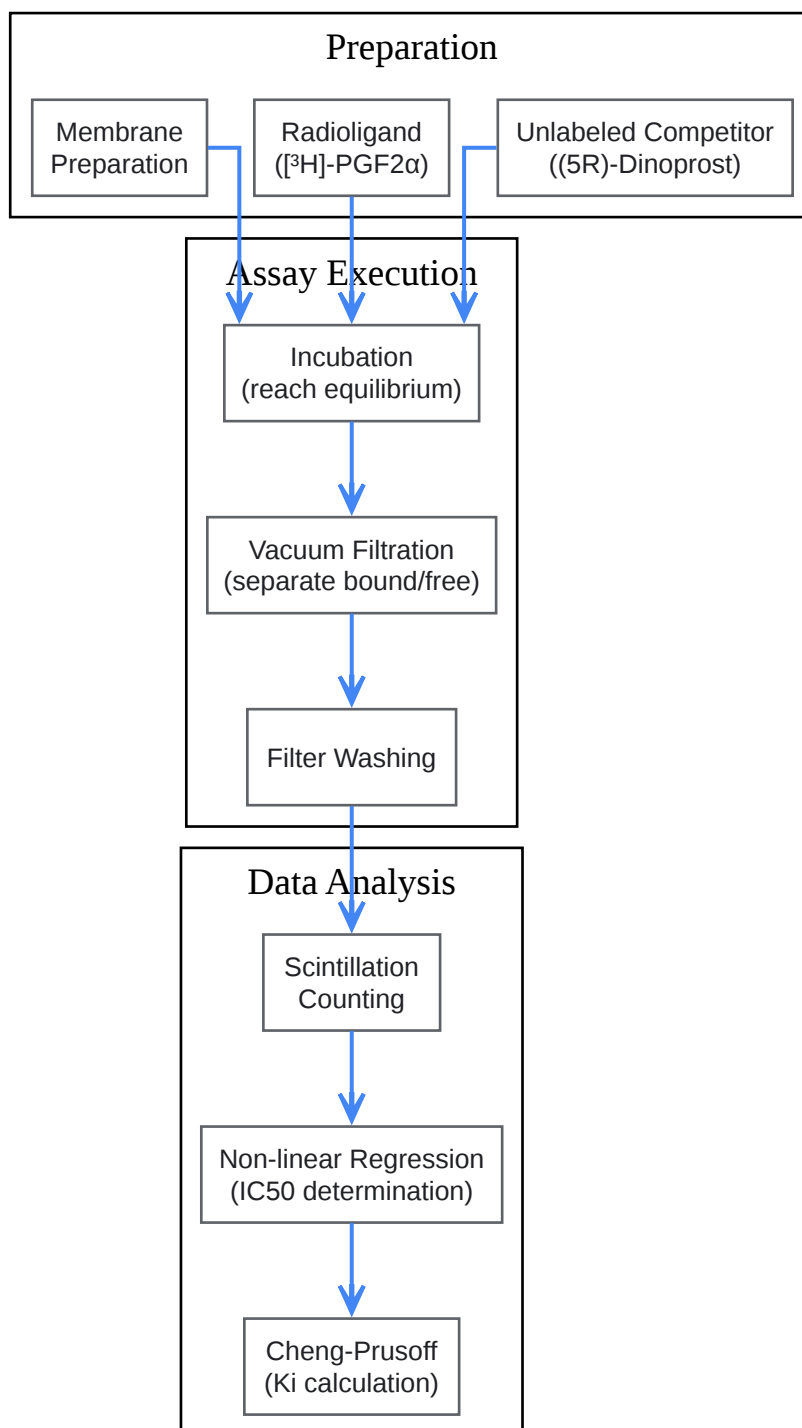 Preparation
Membrane
Preparation
Radioligand
([³H]-PGF2α)
Unlabeled Competitor
((5R)-Dinoprost)
Assay Execution
Incubation
(reach equilibrium)
Vacuum Filtration
(separate bound/free)
Filter Washing
Data Analysis
Scintillation
Counting
Non-linear Regression
(IC50 determination)
Cheng-Prusoff
(Ki calculation)